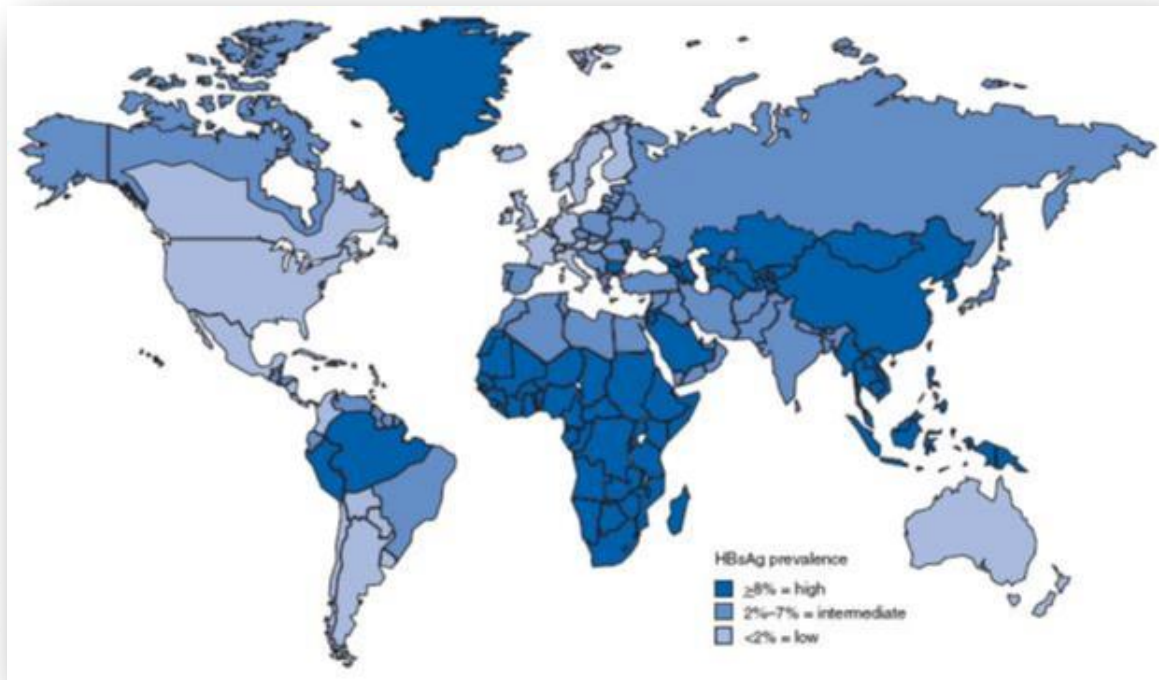 HBsAg prevalence
≥8% = high
2%–7% = intermediate
<2% = low